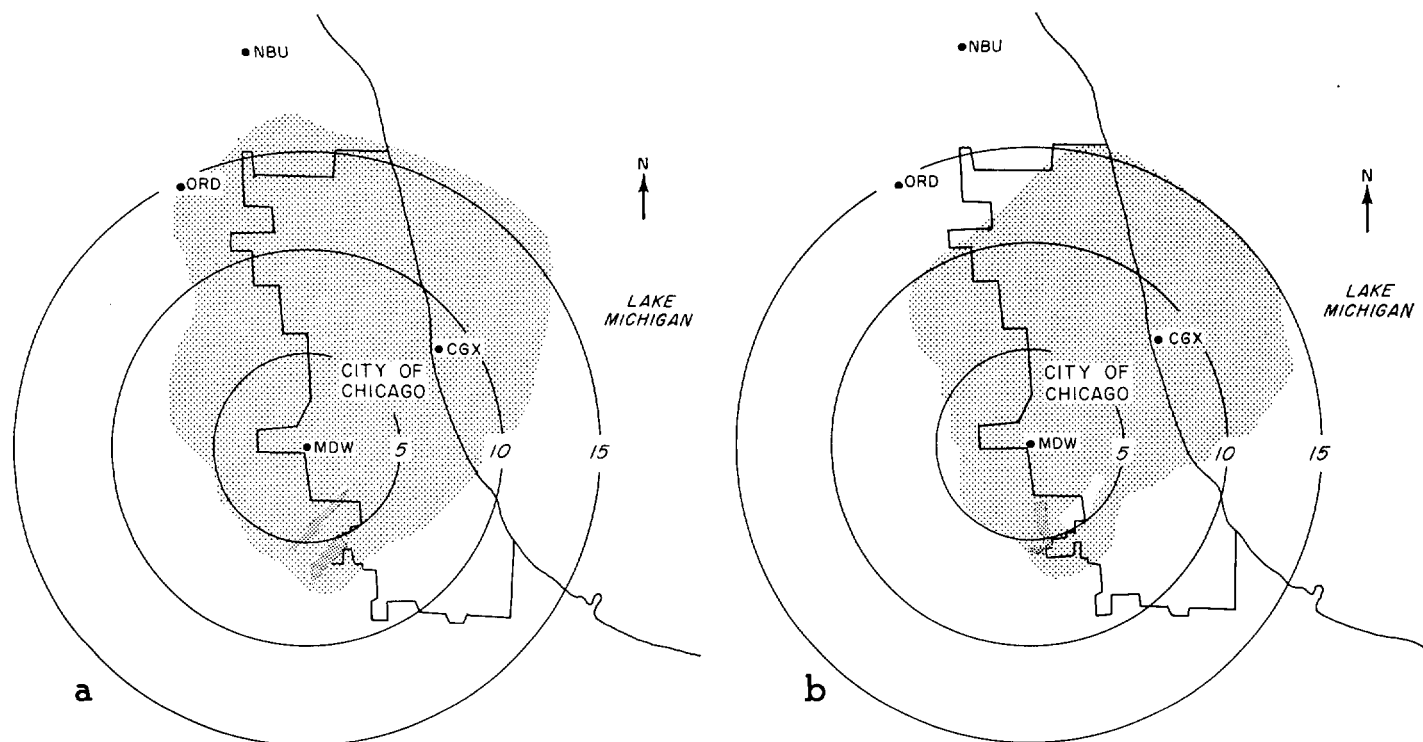 NBU
ORD
N
LAKE
MICHIGAN
CGX
CITY OF
CHICAGO
MDW
5
10
15
a
NBU
ORD
N
LAKE
MICHIGAN
CGX
CITY OF
CHICAGO
MDW
5
10
15
b